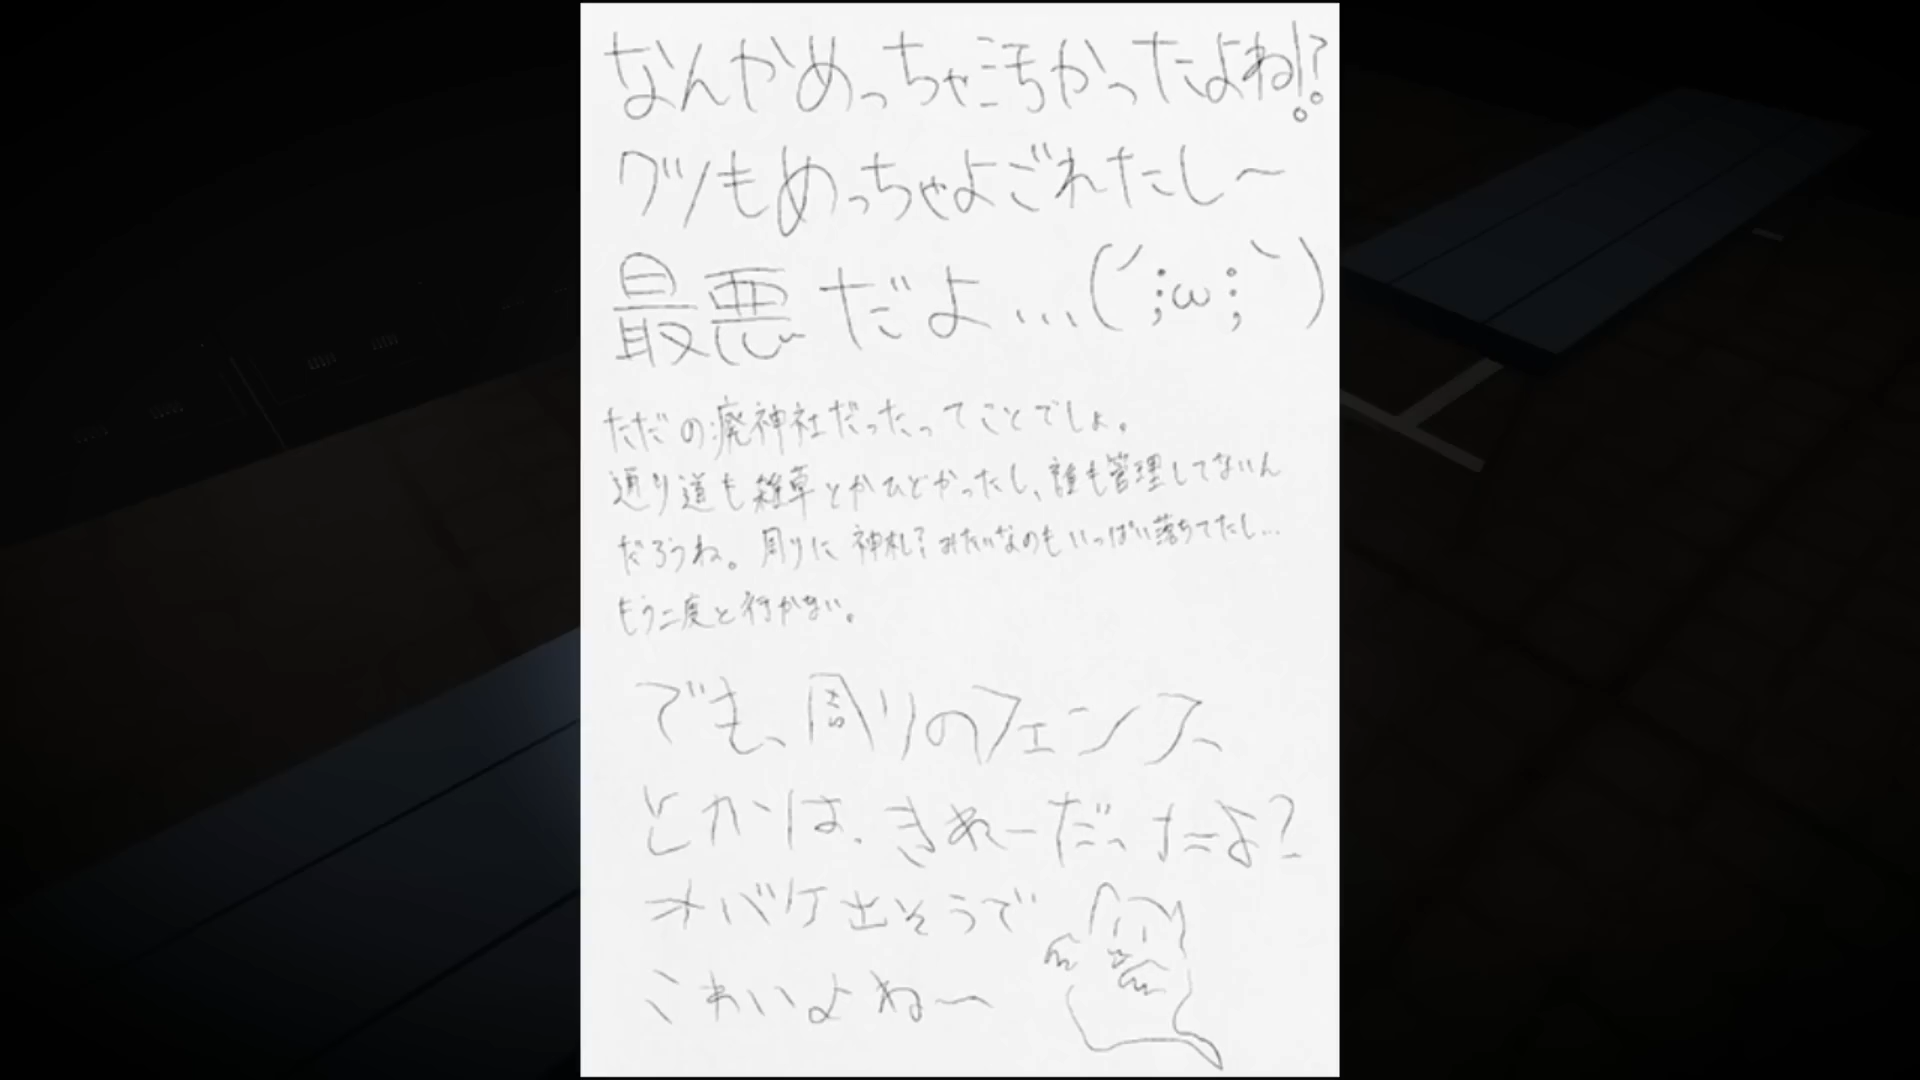 なんかめっちゃ汚かったよね!?
クツもめっちゃよごれたし〜
最悪だよ...(´;ω;｀)
ただの廃神社だったってことでしょ。
通り道も雑草とかひどかったし、誰も管理してないん
だろうね。周りに神札？みたいなのもいっぱい落ちてたし...
もう二度と行かない。
でも、周りのフェンス
とかは、きれーだったよ？
オバケ出そうで
こわいよね〜